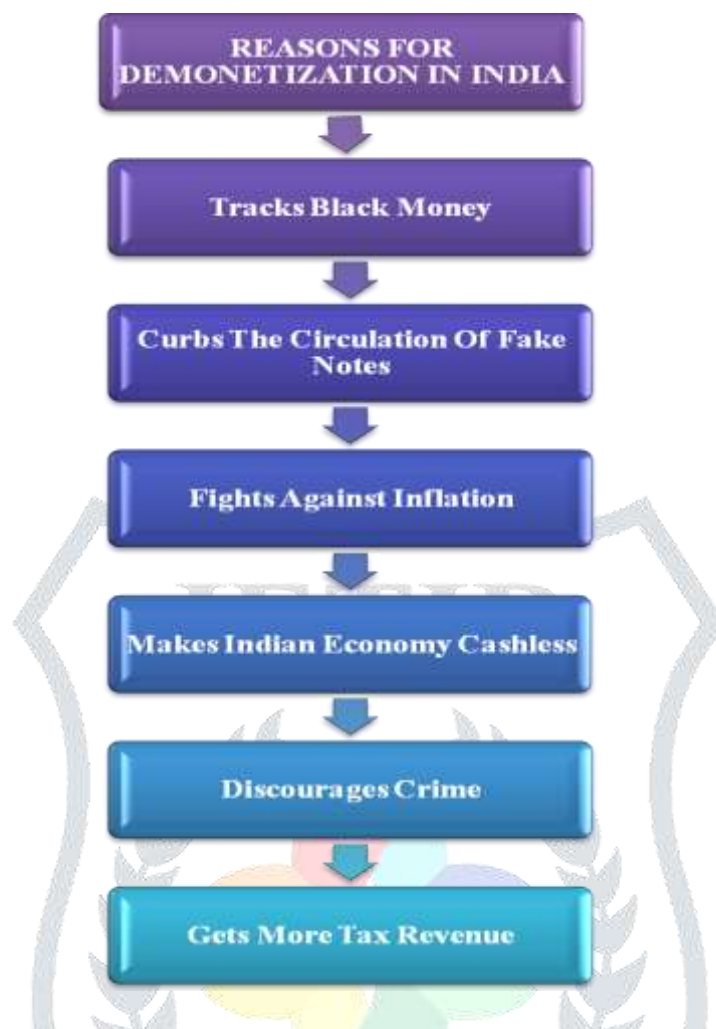 REASONS FOR
DEMONETIZATION IN INDIA
Tracks Black Money
Curbs The Circulation Of Fake
Notes
Fights Against Inflation
Makes Indian Economy Cashless
Discourages Crime
Gets More Tax Revenue